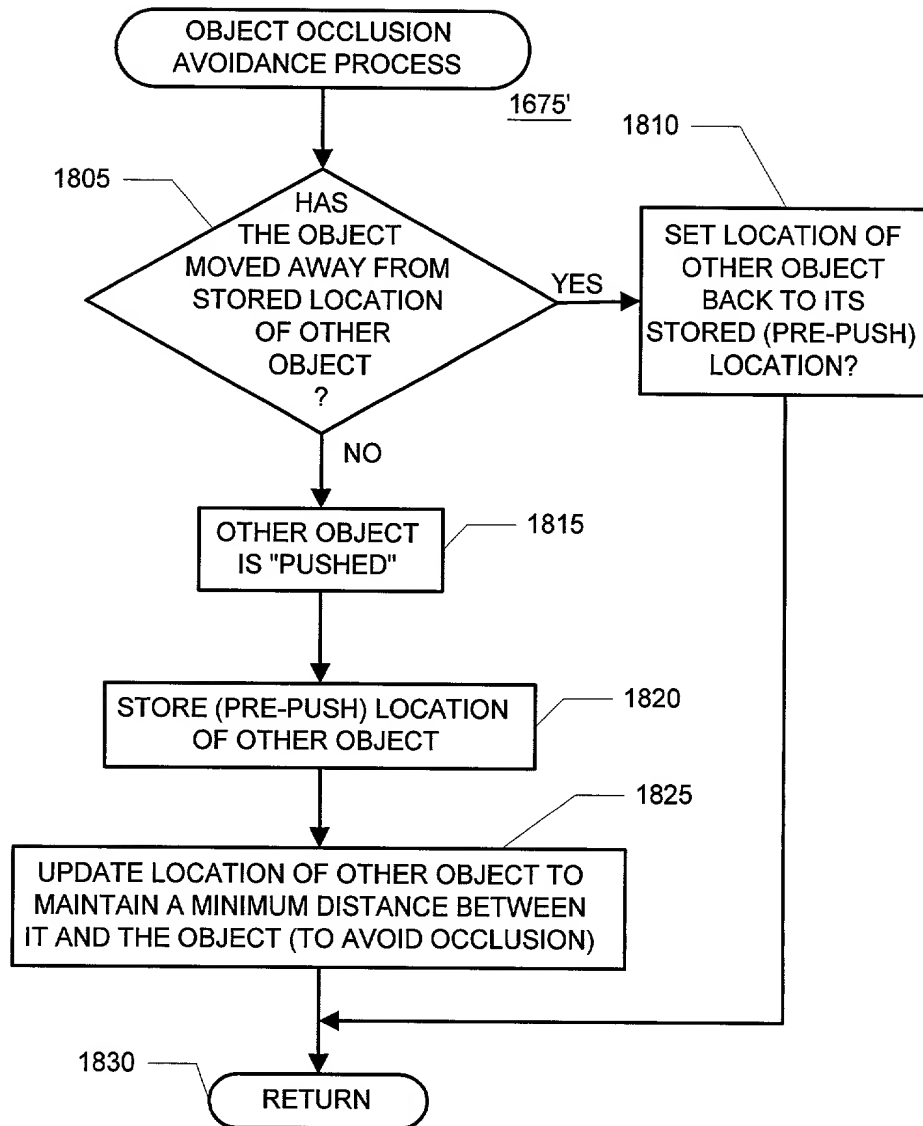 OBJECT OCCLUSION
AVOIDANCE PROCESS
1675'
1805
HAS
THE OBJECT
MOVED AWAY FROM
STORED LOCATION
OF OTHER
OBJECT
?
YES
1810
SET LOCATION OF
OTHER OBJECT
BACK TO ITS
STORED (PRE-PUSH)
LOCATION?
NO
OTHER OBJECT
IS "PUSHED"
1815
STORE (PRE-PUSH) LOCATION
OF OTHER OBJECT
1820
1825
UPDATE LOCATION OF OTHER OBJECT TO
MAINTAIN A MINIMUM DISTANCE BETWEEN
IT AND THE OBJECT (TO AVOID OCCLUSION)
1830
RETURN